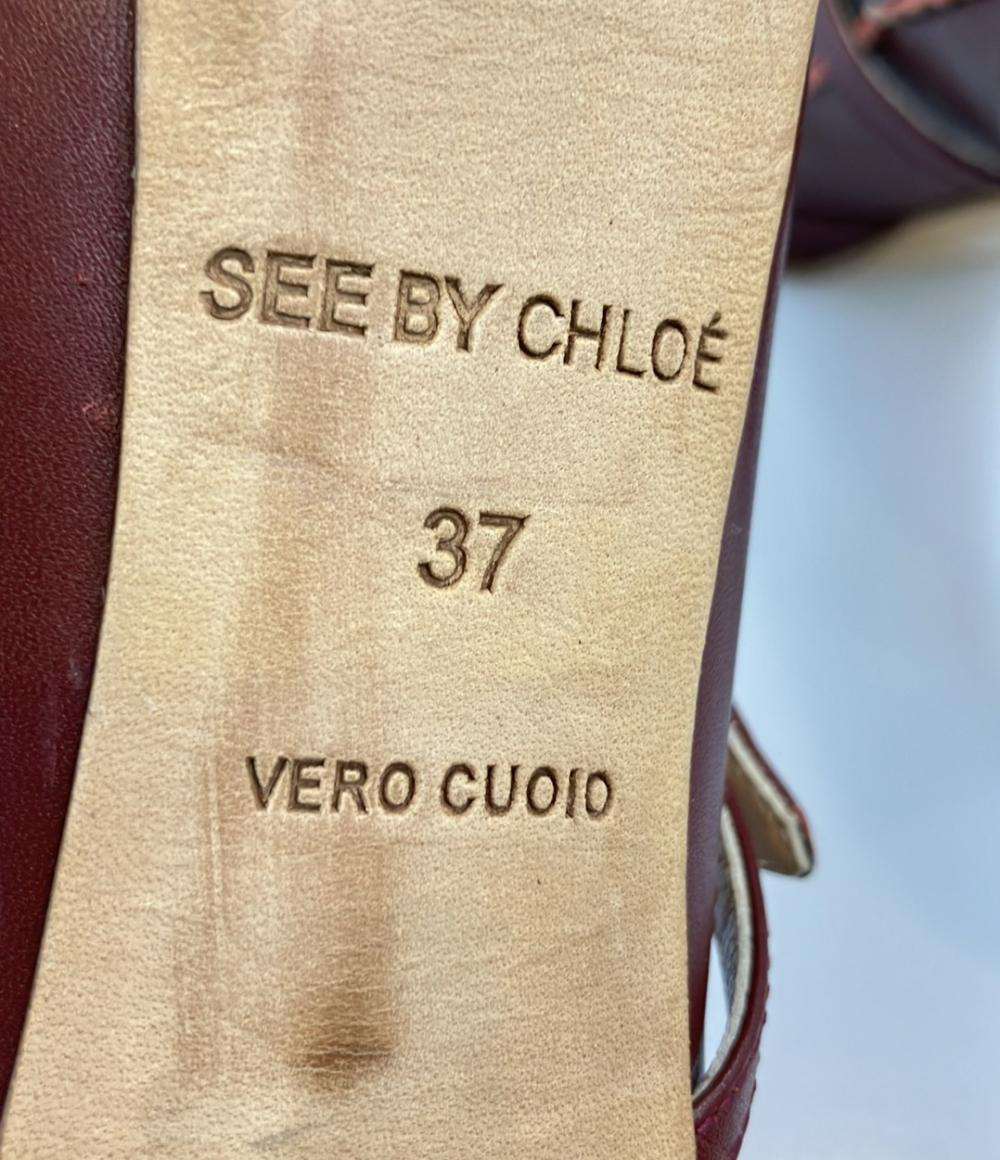 SEE BY CHLOÉ
37
VERO CUOIO